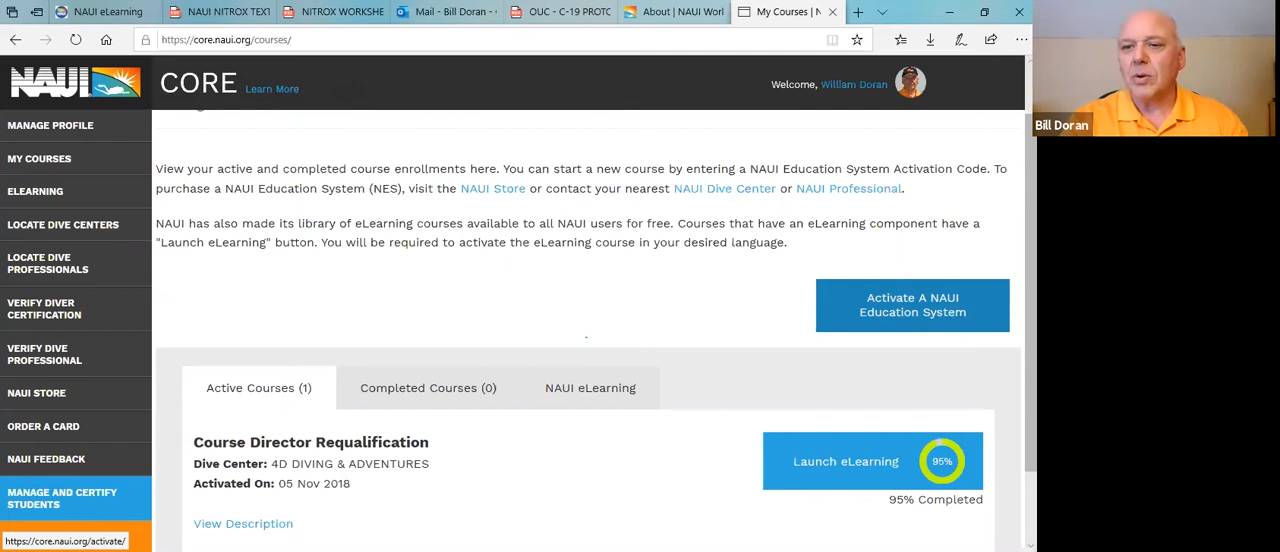 NAUI eLearning
NAUI NITROX TEXT
NITROX WORKSHE
Mail - Bill Doran -
OUC - C-19 PROTO
About | NAUI Worl
My Courses | N
https://core.naui.org/courses/
NAUI
CORE Learn More
Welcome, William Doran
MANAGE PROFILE
MY COURSES
ELEARNING
LOCATE DIVE CENTERS
LOCATE DIVE
PROFESSIONALS
VERIFY DIVER
CERTIFICATION
VERIFY DIVE
PROFESSIONAL
NAUI STORE
ORDER A CARD
NAUI FEEDBACK
MANAGE AND CERTIFY
STUDENTS
https://core.naui.org/activate/
View your active and completed course enrollments here. You can start a new course by entering a NAUI Education System Activation Code. To
purchase a NAUI Education System (NES), visit the NAUI Store or contact your nearest NAUI Dive Center or NAUI Professional.
NAUI has also made its library of eLearning courses available to all NAUI users for free. Courses that have an eLearning component have a
"Launch eLearning" button. You will be required to activate the eLearning course in your desired language.
Activate A NAUI
Education System
Active Courses (1)
Completed Courses (0)
NAUI eLearning
Course Director Requalification
Dive Center: 4D DIVING & ADVENTURES
Activated On: 05 Nov 2018
View Description
Launch eLearning
95%
95% Completed
Bill Doran